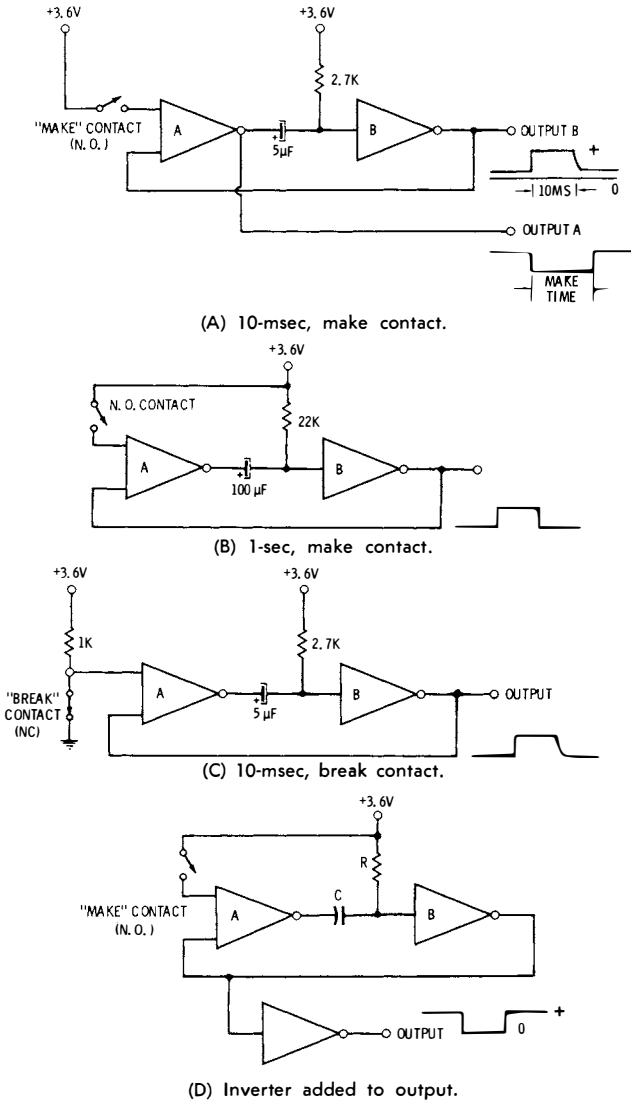 +3.6V +3.6V
2.7K
"MAKE" CONTACT
(N.O.)
A
+
5µF
B
OUTPUT B
+
10MS
0
OUTPUT A
MAKE
TIME
(A) 10-msec, make contact.
+3.6V
N.O. CONTACT
22K
A
+
100 µF
B
(B) 1-sec, make contact.
+3.6V +3.6V
1K
2.7K
"BREAK"
CONTACT
(NC)
A
+
5µF
B
OUTPUT
(C) 10-msec, break contact.
+3.6V
R
C
"MAKE" CONTACT
(N.O.)
A
B
OUTPUT
+
0
(D) Inverter added to output.